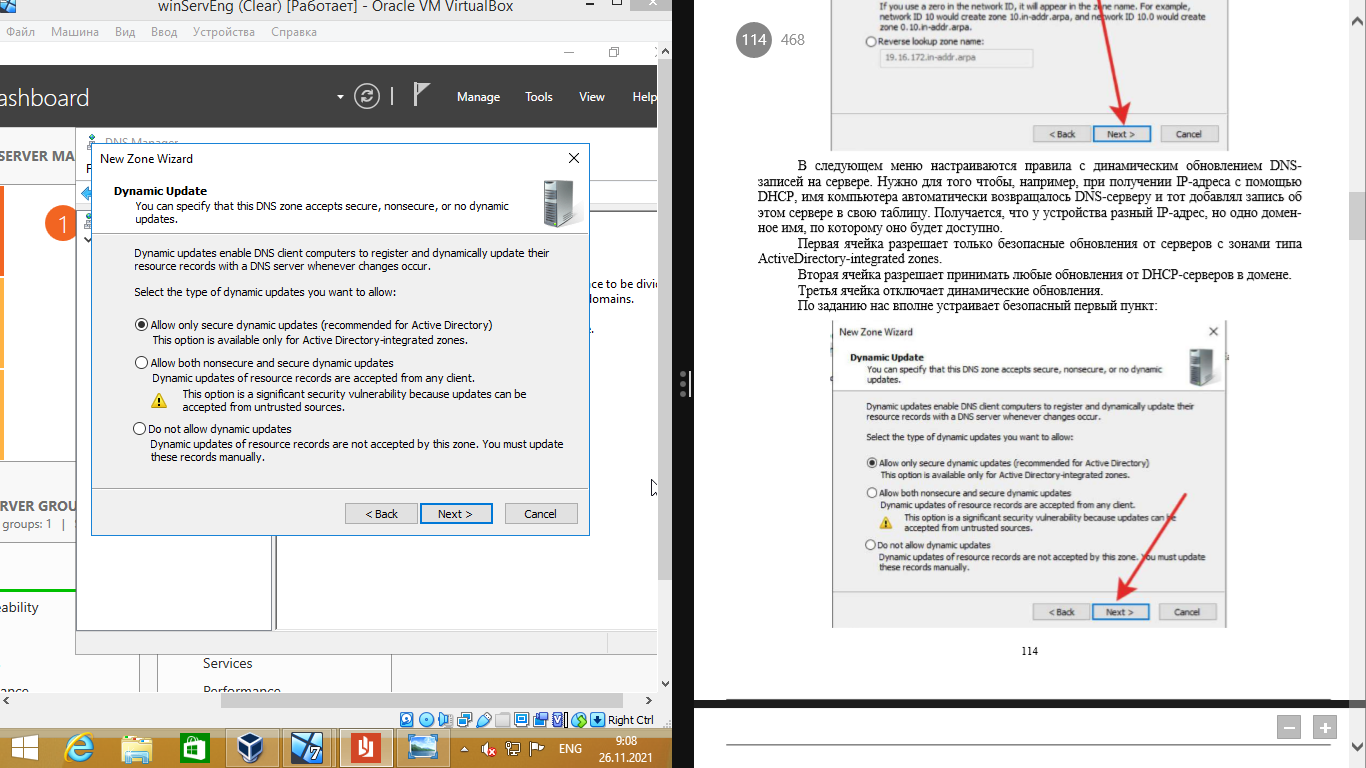 winServEng (Clear) [Работает] - Oracle VM VirtualBox
Файл Машина Вид Ввод Устройства Справка
ashboard
Manage Tools View Help
SERVER MA
DNS Manager
F
1
New Zone Wizard
Dynamic Update
You can specify that this DNS zone accepts secure, nonsecure, or no dynamic
updates.
Dynamic updates enable DNS client computers to register and dynamically update their
resource records with a DNS server whenever changes occur.
Select the type of dynamic updates you want to allow:
Allow only secure dynamic updates (recommended for Active Directory)
This option is available only for Active Directory-integrated zones.
Allow both nonsecure and secure dynamic updates
Dynamic updates of resource records are accepted from any client.
This option is a significant security vulnerability because updates can be
accepted from untrusted sources.
Do not allow dynamic updates
Dynamic updates of resource records are not accepted by this zone. You must update
these records manually.
< Back Next > Cancel
ce to be divid
domains.
e.
RVER GROU
groups: 1 |
eability
Services
Performance
ance
Right Ctrl
ENG
9:08
26.11.2021
114 468
If you use a zero in the network ID, it will appear in the zone name. For example,
network ID 10 would create zone 10.in-addr.arpa, and network ID 10.0 would create
zone 0.10.in-addr.arpa.
Reverse lookup zone name:
19.16.172.in-addr.arpa
< Back Next > Cancel
В следующем меню настраиваются правила с динамическим обновлением DNS-
записей на сервере. Нужно для того чтобы, например, при получении IP-адреса с помощью
DHCP, имя компьютера автоматически возвращалось DNS-серверу и тот добавлял запись об
этом сервере в свою таблицу. Получается, что у устройства разный IP-адрес, но одно домен-
ное имя, по которому оно будет доступно.
Первая ячейка разрешает только безопасные обновления от серверов с зонами типа
ActiveDirectory-integrated zones.
Вторая ячейка разрешает принимать любые обновления от DHCP-серверов в домене.
Третья ячейка отключает динамические обновления.
По заданию нас вполне устраивает безопасный первый пункт:
New Zone Wizard
Dynamic Update
You can specify that this DNS zone accepts secure, nonsecure, or no dynamic
updates.
Dynamic updates enable DNS client computers to register and dynamically update their
resource records with a DNS server whenever changes occur.
Select the type of dynamic updates you want to allow:
Allow only secure dynamic updates (recommended for Active Directory)
This option is available only for Active Directory-integrated zones.
Allow both nonsecure and secure dynamic updates
Dynamic updates of resource records are accepted from any client.
This option is a significant security vulnerability because updates can be
accepted from untrusted sources.
Do not allow dynamic updates
Dynamic updates of resource records are not accepted by this zone. You must update
these records manually.
< Back Next > Cancel
114